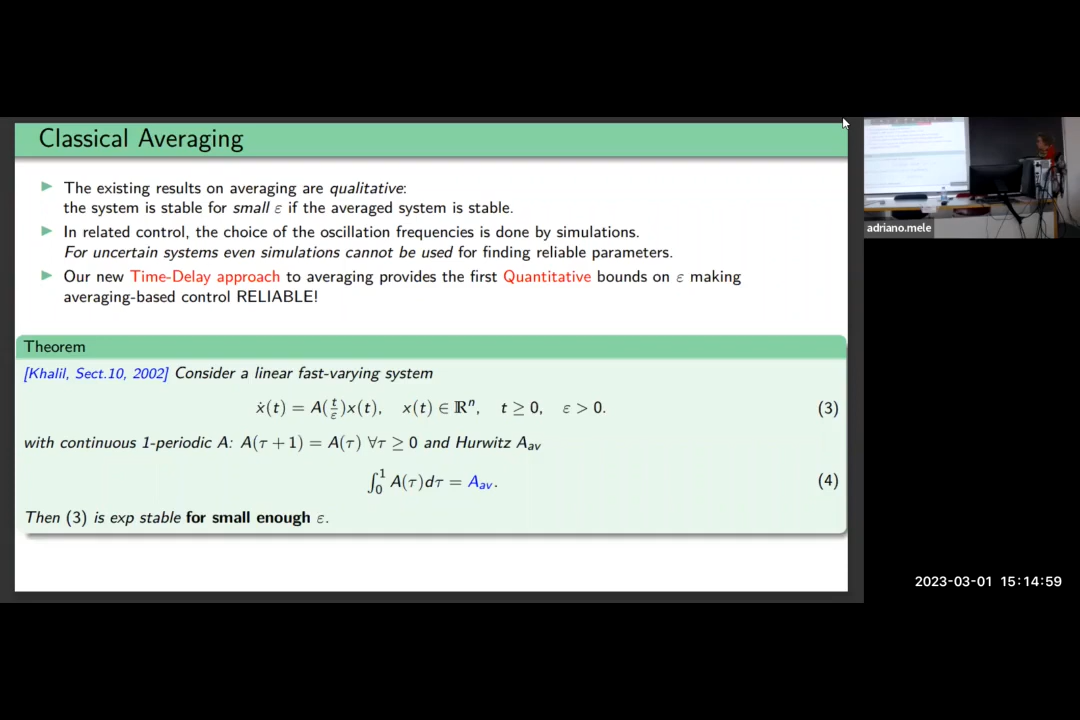 Classical Averaging
The existing results on averaging are qualitative:
the system is stable for small ε if the averaged system is stable.
In related control, the choice of the oscillation frequencies is done by simulations.
For uncertain systems even simulations cannot be used for finding reliable parameters.
Our new Time-Delay approach to averaging provides the first Quantitative bounds on ε making
averaging-based control RELIABLE!
Theorem
[Khalil, Sect.10, 2002] Consider a linear fast-varying system
ẋ(t) = A(t/ε)x(t), x(t) ∈ ℝⁿ, t ≥ 0, ε > 0. (3)
with continuous 1-periodic A: A(τ + 1) = A(τ) ∀τ ≥ 0 and Hurwitz A_av
∫₀¹ A(τ)dτ = A_av. (4)
Then (3) is exp stable for small enough ε.
adriano.mele
2023-03-01 15:14:59